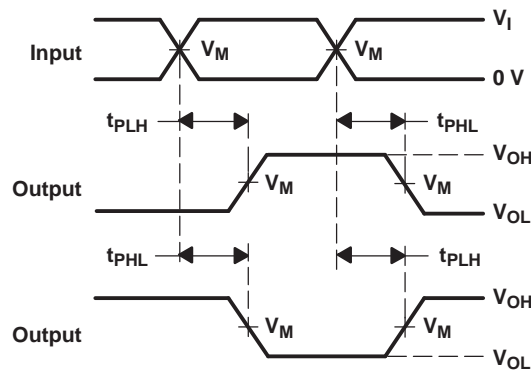 V_I
Input V_M V_M
0 V
t_PLH t_PHL
V_OH
Output V_M V_M
V_OL
t_PHL t_PLH
V_OH
Output V_M V_M
V_OL